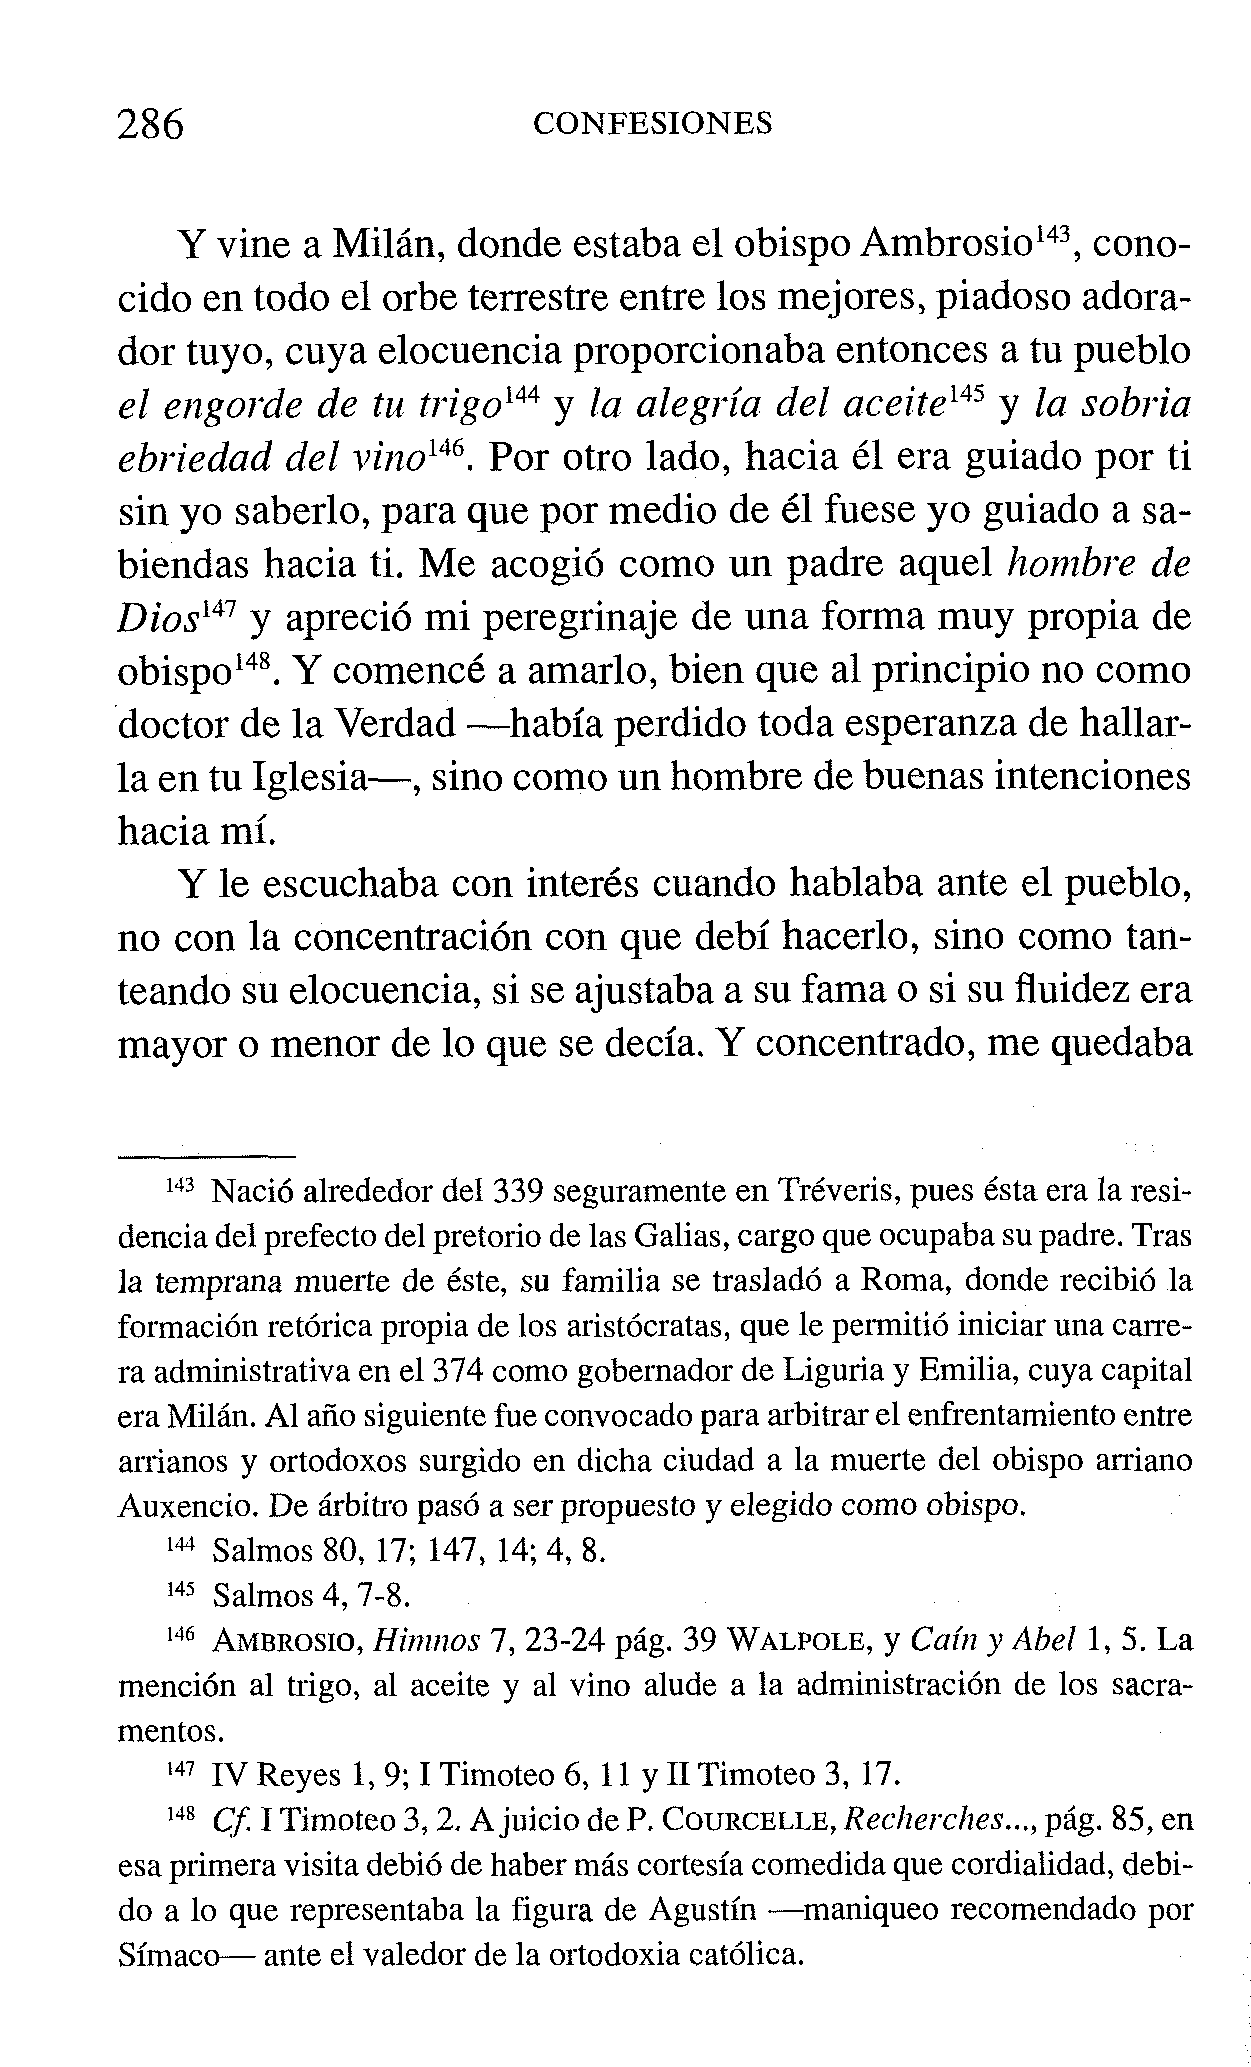 286 CONFESIONES
Y vine a Milán, donde estaba el obispo Ambrosio¹⁴³, cono-
cido en todo el orbe terrestre entre los mejores, piadoso adora-
dor tuyo, cuya elocuencia proporcionaba entonces a tu pueblo
el engorde de tu trigo¹⁴⁴ y la alegría del aceite¹⁴⁵ y la sobria
ebriedad del vino¹⁴⁶. Por otro lado, hacia él era guiado por ti
sin yo saberlo, para que por medio de él fuese yo guiado a sa-
biendas hacia ti. Me acogió como un padre aquel hombre de
Dios¹⁴⁷ y apreció mi peregrinaje de una forma muy propia de
obispo¹⁴⁸. Y comencé a amarlo, bien que al principio no como
doctor de la Verdad —había perdido toda esperanza de hallar-
la en tu Iglesia—, sino como un hombre de buenas intenciones
hacia mí.
Y le escuchaba con interés cuando hablaba ante el pueblo,
no con la concentración con que debí hacerlo, sino como tan-
teando su elocuencia, si se ajustaba a su fama o si su fluidez era
mayor o menor de lo que se decía. Y concentrado, me quedaba
¹⁴³ Nació alrededor del 339 seguramente en Tréveris, pues ésta era la resi-
dencia del prefecto del pretorio de las Galias, cargo que ocupaba su padre. Tras
la temprana muerte de éste, su familia se trasladó a Roma, donde recibió la
formación retórica propia de los aristócratas, que le permitió iniciar una carre-
ra administrativa en el 374 como gobernador de Liguria y Emilia, cuya capital
era Milán. Al año siguiente fue convocado para arbitrar el enfrentamiento entre
arrianos y ortodoxos surgido en dicha ciudad a la muerte del obispo arriano
Auxencio. De árbitro pasó a ser propuesto y elegido como obispo.
¹⁴⁴ Salmos 80, 17; 147, 14; 4, 8.
¹⁴⁵ Salmos 4, 7-8.
¹⁴⁶ AMBROSIO, Himnos 7, 23-24 pág. 39 WALPOLE, y Caín y Abel 1, 5. La
mención al trigo, al aceite y al vino alude a la administración de los sacra-
mentos.
¹⁴⁷ IV Reyes 1, 9; I Timoteo 6, 11 y II Timoteo 3, 17.
¹⁴⁸ Cf. I Timoteo 3, 2. A juicio de P. COURCELLE, Recherches..., pág. 85, en
esa primera visita debió de haber más cortesía comedida que cordialidad, debi-
do a lo que representaba la figura de Agustín —maniqueo recomendado por
Símaco— ante el valedor de la ortodoxia católica.